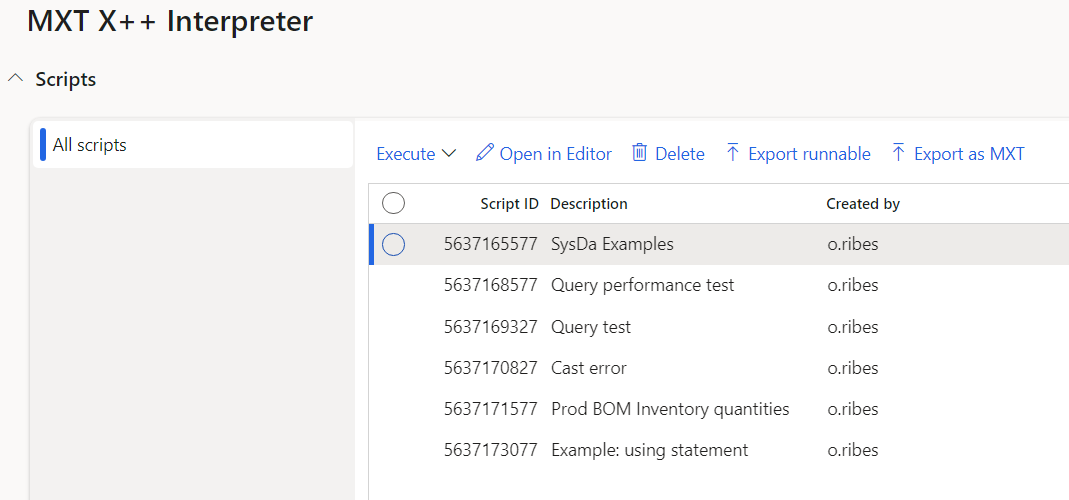 MXT X++ Interpreter
Scripts
All scripts
Execute Open in Editor Delete Export runnable Export as MXT
Script ID Description Created by
5637165577 SysDa Examples o.ribes
5637168577 Query performance test o.ribes
5637169327 Query test o.ribes
5637170827 Cast error o.ribes
5637171577 Prod BOM Inventory quantities o.ribes
5637173077 Example: using statement o.ribes